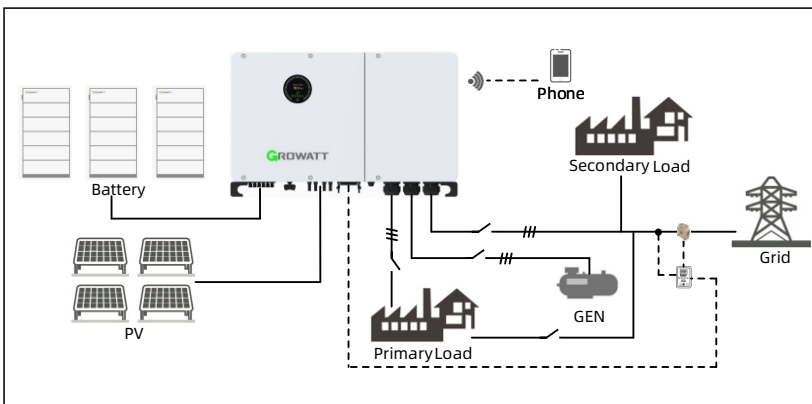 Phone
GROWATT
Secondary Load
Battery
Grid
GEN
PV
PrimaryLoad